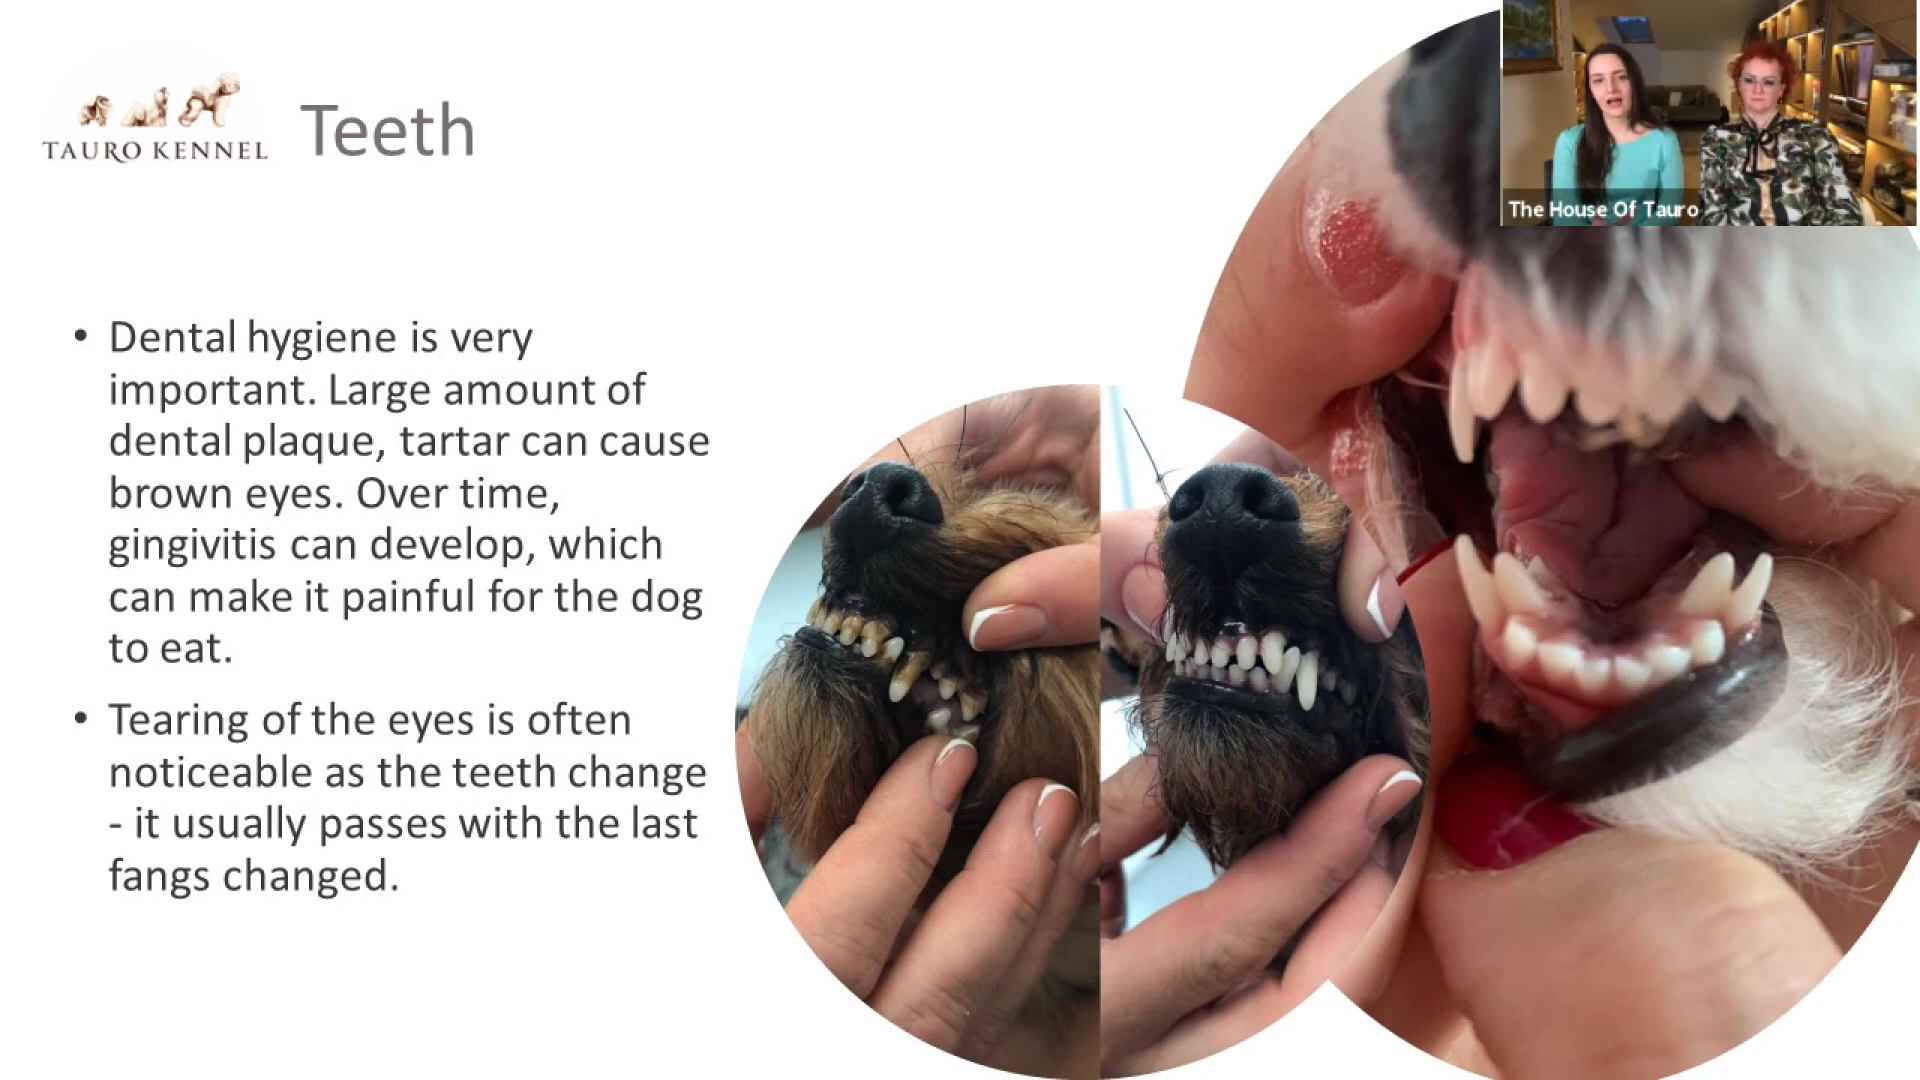 TAURO KENNEL
Teeth
The House Of Tauro
• Dental hygiene is very
important. Large amount of
dental plaque, tartar can cause
brown eyes. Over time,
gingivitis can develop, which
can make it painful for the dog
to eat.
• Tearing of the eyes is often
noticeable as the teeth change
- it usually passes with the last
fangs changed.